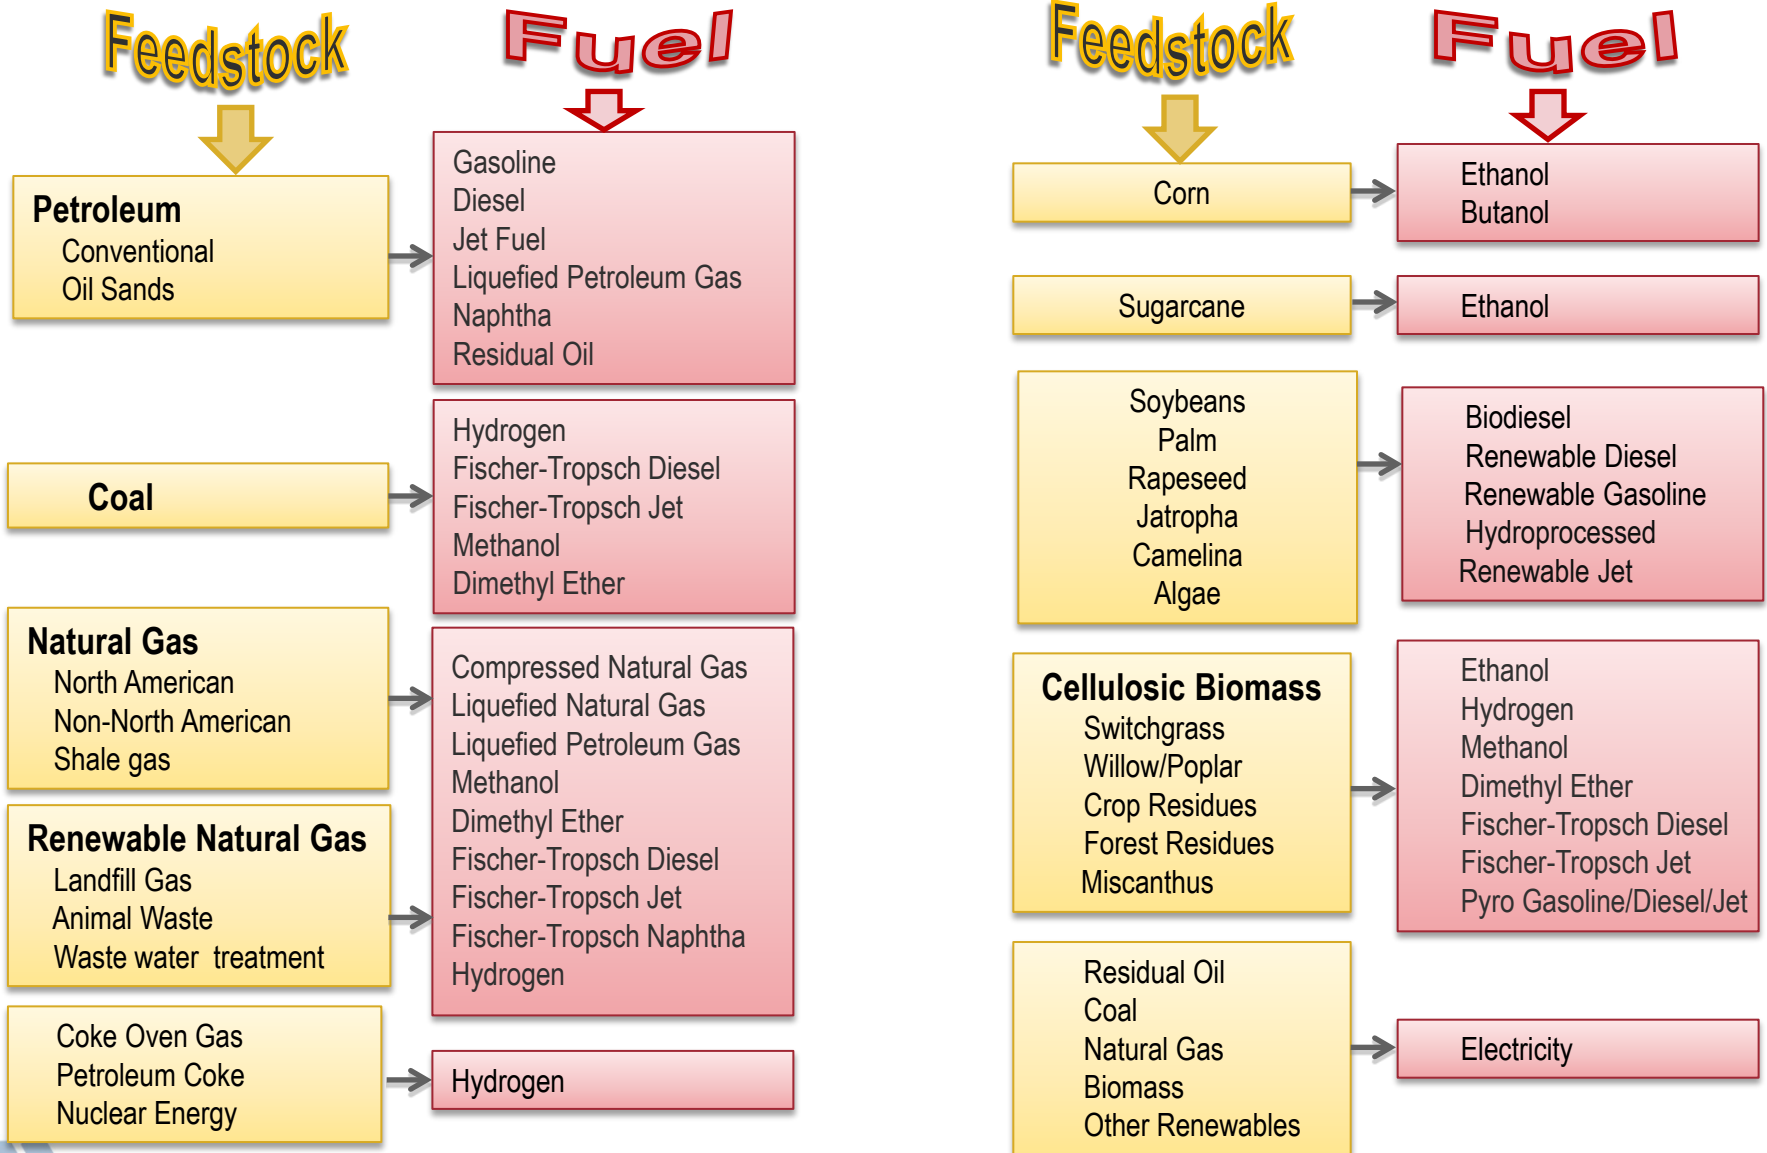 Feedstock
Fuel
Petroleum
Conventional
Oil Sands
Gasoline
Diesel
Jet Fuel
Liquefied Petroleum Gas
Naphtha
Residual Oil
Coal
Hydrogen
Fischer-Tropsch Diesel
Fischer-Tropsch Jet
Methanol
Dimethyl Ether
Natural Gas
North American
Non-North American
Shale gas
Renewable Natural Gas
Landfill Gas
Animal Waste
Waste water treatment
Compressed Natural Gas
Liquefied Natural Gas
Liquefied Petroleum Gas
Methanol
Dimethyl Ether
Fischer-Tropsch Diesel
Fischer-Tropsch Jet
Fischer-Tropsch Naphtha
Hydrogen
Coke Oven Gas
Petroleum Coke
Nuclear Energy
Hydrogen
Feedstock
Fuel
Corn
Ethanol
Butanol
Sugarcane
Ethanol
Soybeans
Palm
Rapeseed
Jatropha
Camelina
Algae
Biodiesel
Renewable Diesel
Renewable Gasoline
Hydroprocessed
Renewable Jet
Cellulosic Biomass
Switchgrass
Willow/Poplar
Crop Residues
Forest Residues
Miscanthus
Ethanol
Hydrogen
Methanol
Dimethyl Ether
Fischer-Tropsch Diesel
Fischer-Tropsch Jet
Pyro Gasoline/Diesel/Jet
Residual Oil
Coal
Natural Gas
Biomass
Other Renewables
Electricity